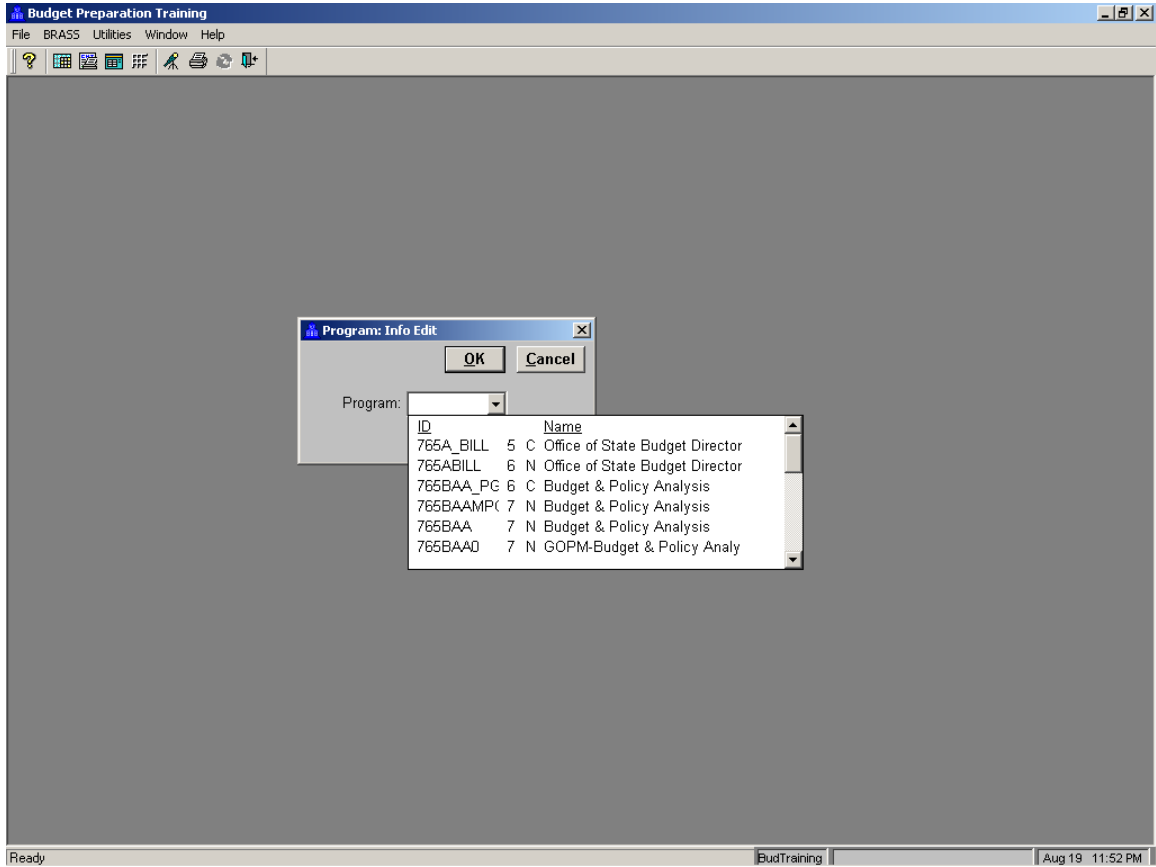 Budget Preparation Training
File BRASS Utilities Window Help
Program: Info Edit
OK Cancel
Program:
ID Name
765A_BILL 5 C Office of State Budget Director
765ABILL 6 N Office of State Budget Director
765BAA_PG 6 C Budget & Policy Analysis
765BAAMP( 7 N Budget & Policy Analysis
765BAA 7 N Budget & Policy Analysis
765BAA0 7 N GOPM-Budget & Policy Analy
Ready BudTraining Aug 19 11:52 PM